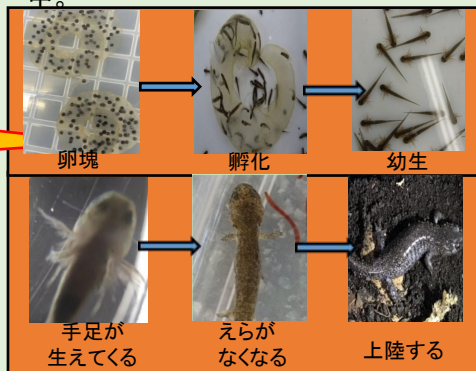 中。
卵塊
孵化
幼生
手足が
生えてくる
えらが
なくなる
上陸する